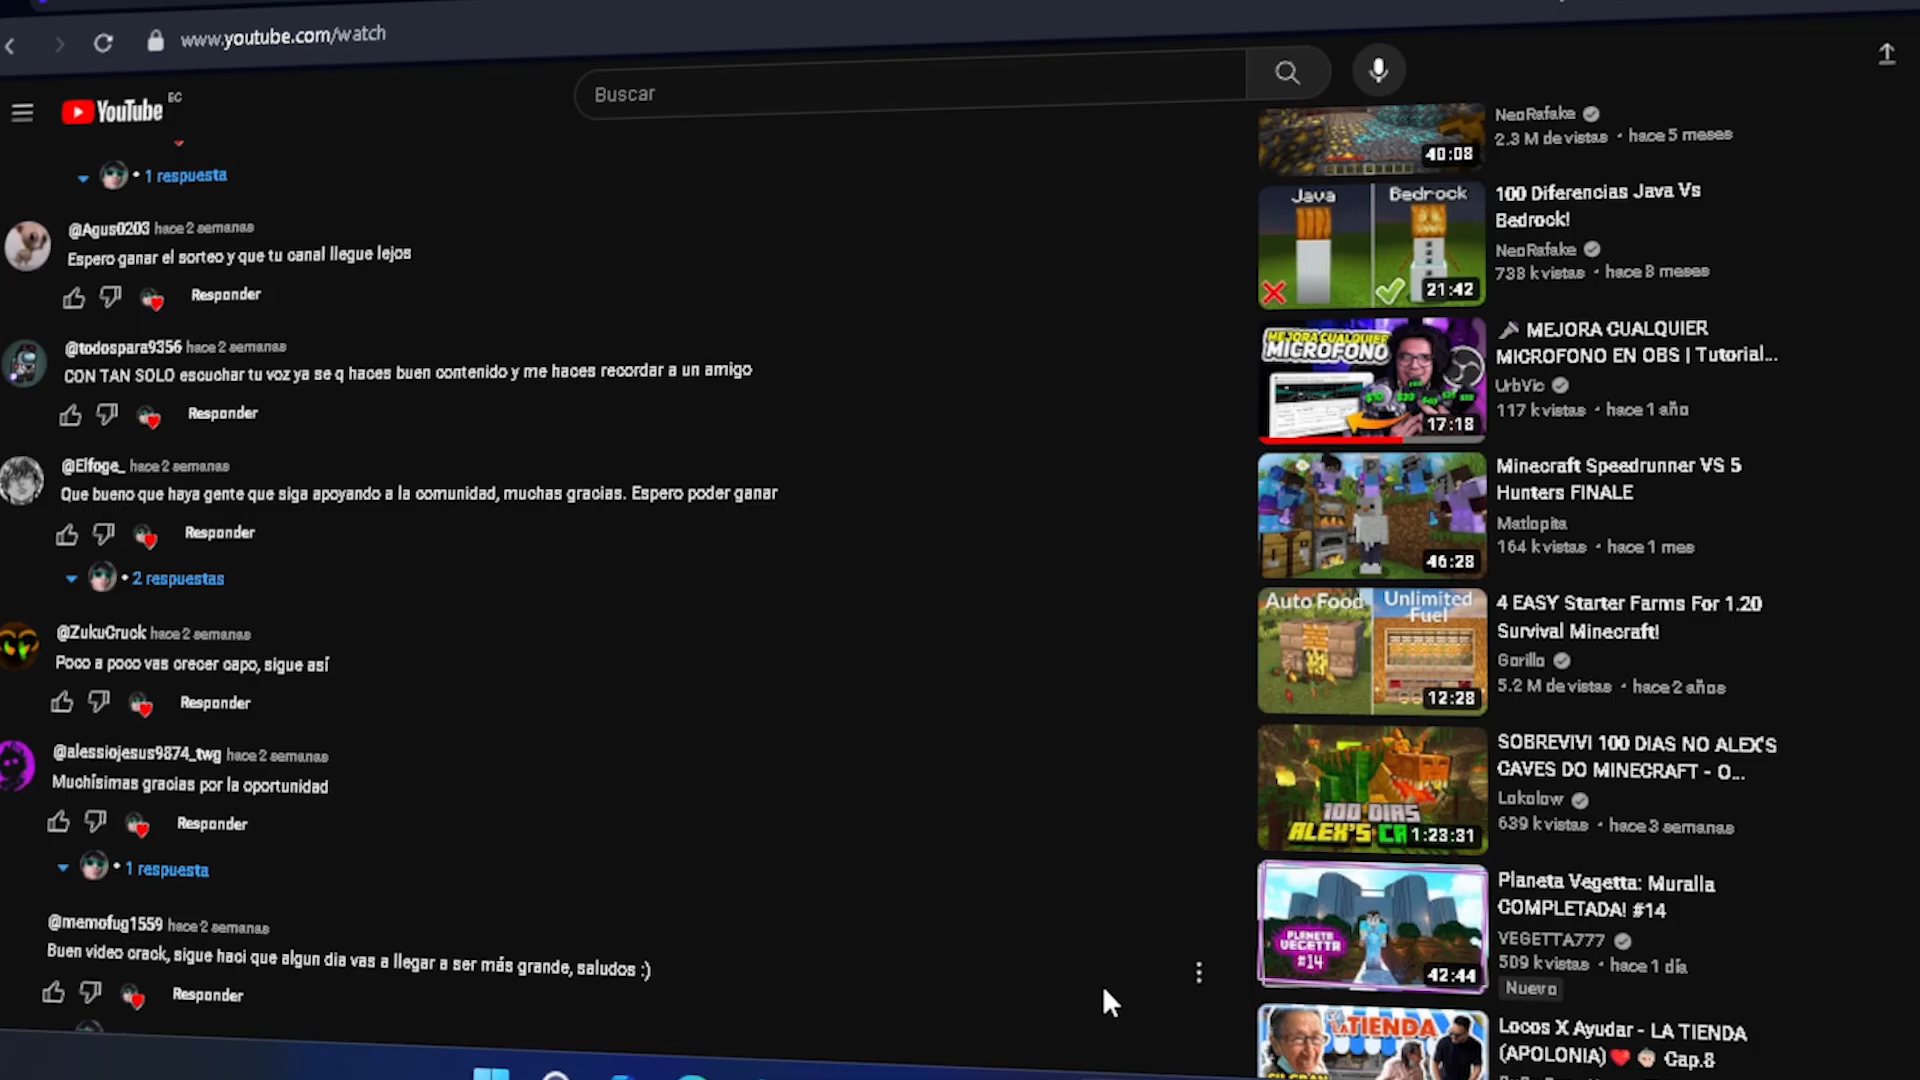 www.youtube.com/watch
YouTube
EC
Buscar
1 respuesta
@Agus0203 hace 2 semanas
Espero ganar el sorteo y que tu canal llegue lejos
Responder
@todospara9356 hace 2 semanas
CON TAN SOLO escuchar tu voz ya se q haces buen contenido y me haces recordar a un amigo
Responder
@Elfoge_ hace 2 semanas
Que bueno que haya gente que siga apoyando a la comunidad, muchas gracias. Espero poder ganar
Responder
2 respuestas
@ZukuCruck hace 2 semanas
Poco a poco vas crecer capo, sigue así
Responder
@alessiojesus9874_twg hace 2 semanas
Muchísimas gracias por la oportunidad
Responder
1 respuesta
@memofug1559 hace 2 semanas
Buen video crack, sigue haci que algun dia vas a llegar a ser más grande, saludos :)
Responder
40:08
NeoRafake
2.3 M de vistas • hace 5 meses
Java
Bedrock
21:42
100 Diferencias Java Vs
Bedrock!
NeoRafake
738 k vistas • hace 8 meses
MEJORA CUALQUIER
MICROFONO
17:18
MEJORA CUALQUIER
MICROFONO EN OBS | Tutorial...
UrbVic
117 k vistas • hace 1 año
46:28
Minecraft Speedrunner VS 5
Hunters FINALE
Matlopita
164 k vistas • hace 1 mes
Auto Food
Unlimited
Fuel
12:28
4 EASY Starter Farms For 1.20
Survival Minecraft!
Gorillo
5.2 M de vistas • hace 2 años
100 DIAS
ALEX'S
1:23:31
SOBREVIVI 100 DIAS NO ALEX'S
CAVES DO MINECRAFT - O...
Lokolow
639 k vistas • hace 3 semanas
PLANETA
VEGETTA
#14
42:44
Planeta Vegetta: Muralla
COMPLETADA! #14
VEGETTA777
509 k vistas • hace 1 día
Nuevo
LA TIENDA
Locos X Ayudar - LA TIENDA
(APOLONIA) Cap.8